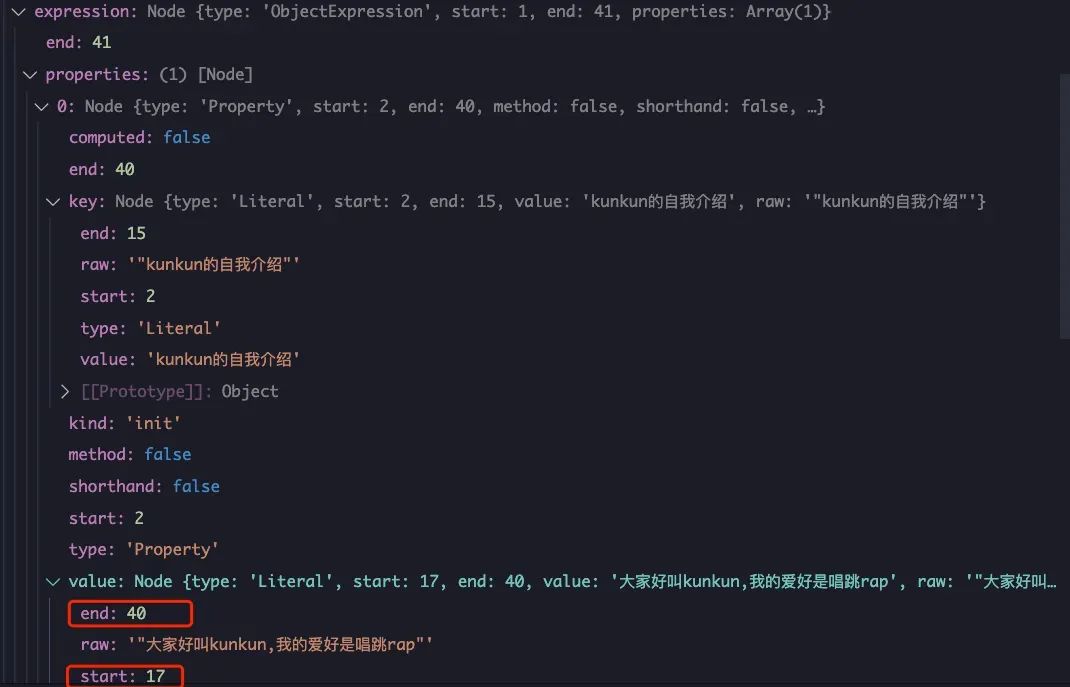 expression: Node {type: 'ObjectExpression', start: 1, end: 41, properties: Array(1)}
end: 41
properties: (1) [Node]
0: Node {type: 'Property', start: 2, end: 40, method: false, shorthand: false, …}
computed: false
end: 40
key: Node {type: 'Literal', start: 2, end: 15, value: 'kunkun的自我介绍', raw: '"kunkun的自我介绍"'}
end: 15
raw: '"kunkun的自我介绍"'
start: 2
type: 'Literal'
value: 'kunkun的自我介绍'
[[Prototype]]: Object
kind: 'init'
method: false
shorthand: false
start: 2
type: 'Property'
value: Node {type: 'Literal', start: 17, end: 40, value: '大家好叫kunkun,我的爱好是唱跳rap', raw: '"大家好叫…
end: 40
raw: '"大家好叫kunkun,我的爱好是唱跳rap"'
start: 17